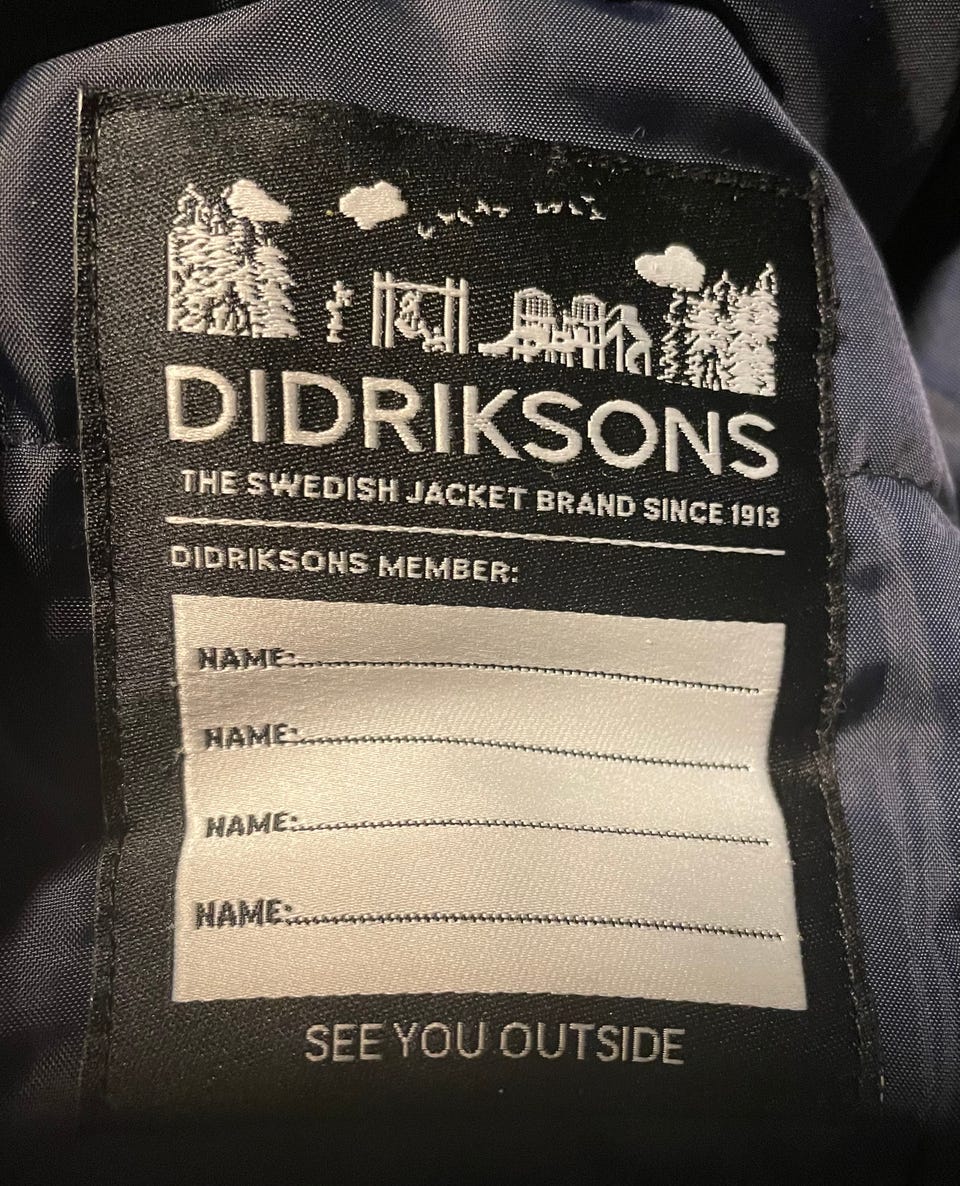 DIDRIKSONS
THE SWEDISH JACKET BRAND SINCE 1913
DIDRIKSONS MEMBER:
NAME:
NAME:
NAME:
NAME:
SEE YOU OUTSIDE